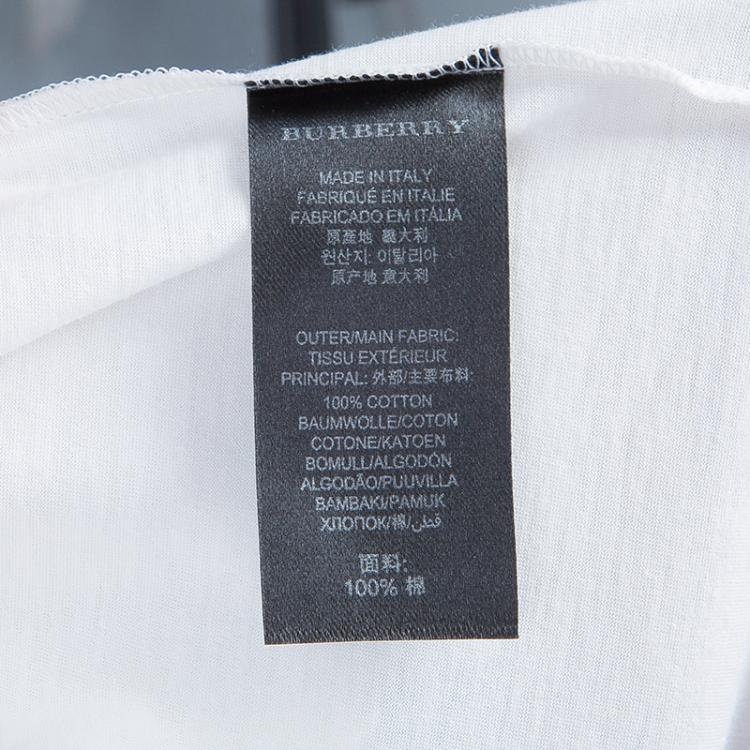 BURBERRY
MADE IN ITALY
FABRIQUÉ EN ITALIE
FABRICADO EM ITÁLIA
原產地 義大利
원산지: 이탈리아
原产地 意大利
OUTER/MAIN FABRIC:
TISSU EXTÉRIEUR
PRINCIPAL: 外部/主要布料:
100% COTTON
BAUMWOLLE/COTON
COTONE/KATOEN
BOMULL/ALGODÓN
ALGODÃO/PUUVILLA
BAMBAKI/PAMUK
ХЛОПОК/棉/قطن
面料:
100% 棉